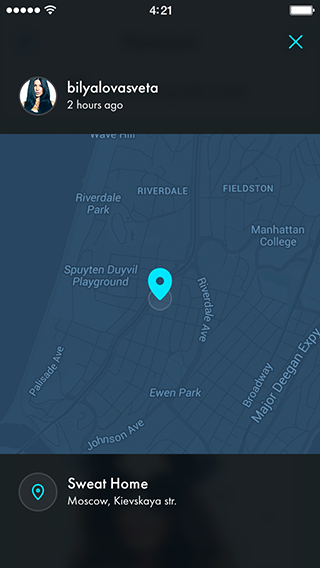 4:21
bilyalovasveta
2 hours ago
Wave Hill
RIVERDALE
FIELDSTON
Riverdale
Park
Manhattan
College
Spuyten Duyvil
Playground
Riverdale Ave
Palisade Ave
Ewen Park
Broadway
Major Deegan Expy
Johnson Ave
Sweat Home
Moscow, Kievskaya str.